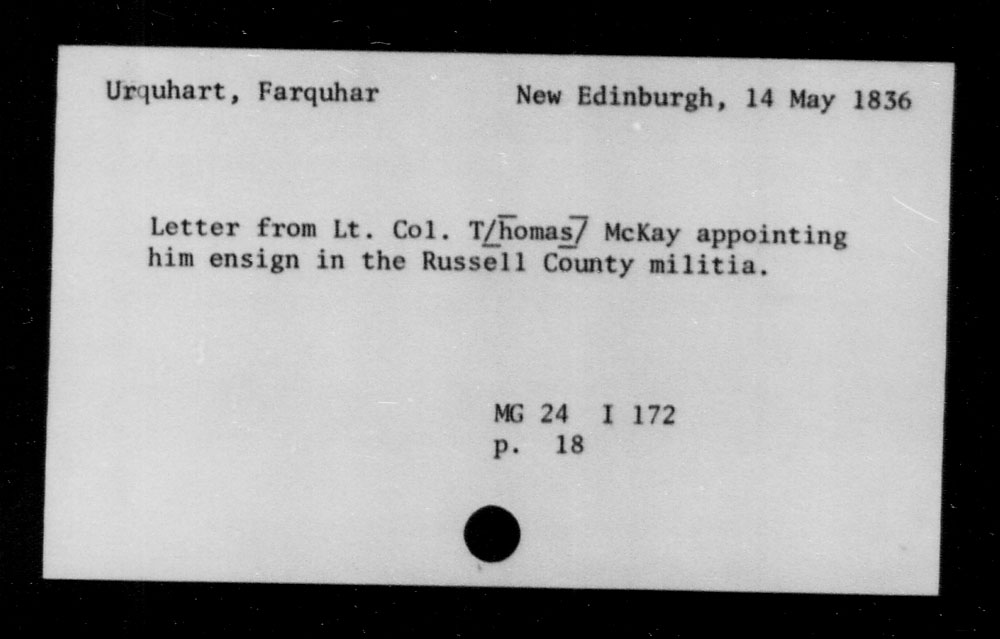 Urquhart, Farquhar New Edinburgh, 14 May 1836
Letter from Lt. Col. T[homas] McKay appointing
him ensign in the Russell County militia.
MG 24 I 172
p. 18